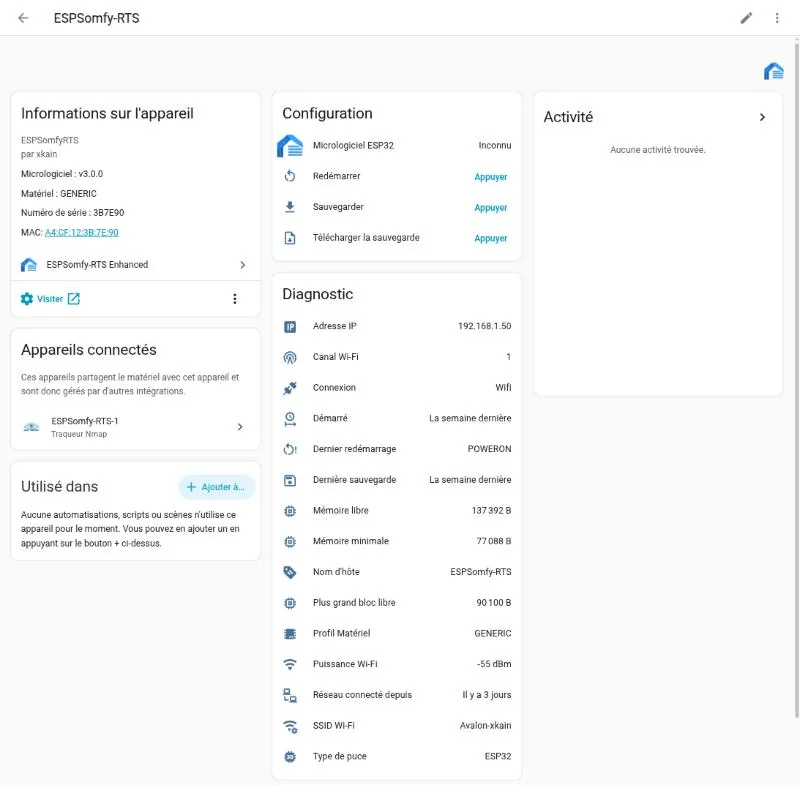 ESPSomfy-RTS
Informations sur l'appareil
ESPSomfyRTS
par xkain
Micrologiciel : v3.0.0
Matériel : GENERIC
Numéro de série : 3B7E90
MAC: A4:CF:12:3B:7E:90
ESPSomfy-RTS Enhanced
Visiter
Appareils connectés
Ces appareils partagent le matériel avec cet appareil et
sont donc gérés par d'autres intégrations.
ESPSomfy-RTS-1
Traqueur Nmap
Utilisé dans
Ajouter à...
Aucune automatisations, scripts ou scènes n'utilise ce
appareil pour le moment. Vous pouvez en ajouter un en
appuyant sur le bouton + ci-dessus.
Configuration
Micrologiciel ESP32 Inconnu
Redémarrer Appuyer
Sauvegarder Appuyer
Télécharger la sauvegarde Appuyer
Diagnostic
IP Adresse IP 192.168.1.50
Canal Wi-Fi 1
Connexion Wifi
Démarré La semaine dernière
Dernier redémarrage POWERON
Dernière sauvegarde La semaine dernière
Mémoire libre 137 392 B
Mémoire minimale 77 088 B
Nom d'hôte ESPSomfy-RTS
Plus grand bloc libre 90 100 B
Profil Matériel GENERIC
Puissance Wi-Fi -55 dBm
Réseau connecté depuis Il y a 3 jours
SSID Wi-Fi Avalon-xkain
Type de puce ESP32
Activité
Aucune activité trouvée.